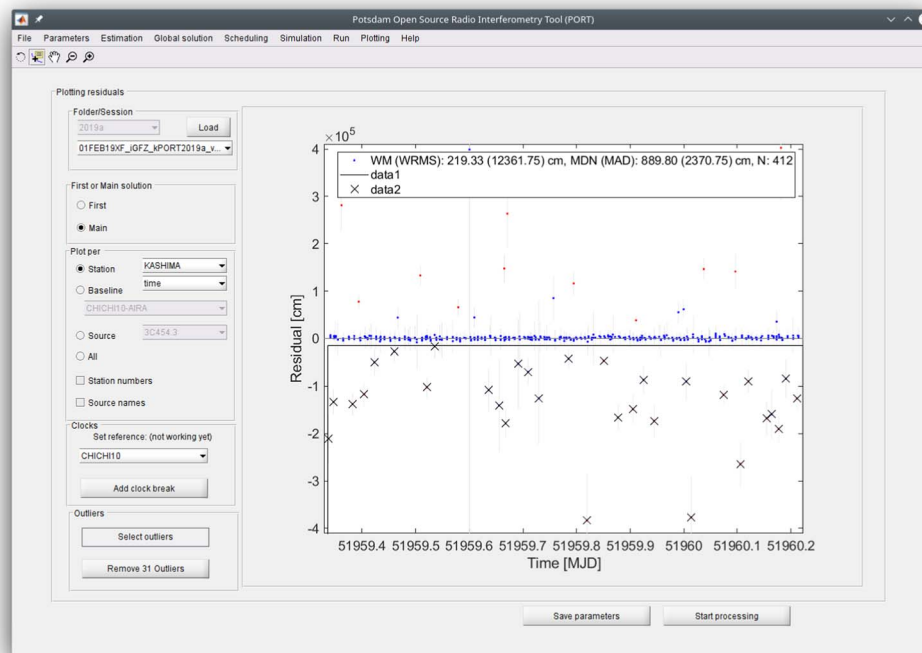 Potsdam Open Source Radio Interferometry Tool (PORT)
File Parameters Estimation Global solution Scheduling Simulation Run Plotting Help
Plotting residuals
Folder/Session
2019a
Load
01FEB19XF_iGFZ_kPORT2019a_v...
First or Main solution
First
Main
Plot per
Station
KASHIMA
time
Baseline
CHICHI10-AIRA
Source
3C454.3
All
Station numbers
Source names
Clocks
Set reference: (not working yet)
CHICHI10
Add clock break
Outliers
Select outliers
Remove 31 Outliers
×10^5
WM (WRMS): 219.33 (12361.75) cm, MDN (MAD): 889.80 (2370.75) cm, N: 412
data1
data2
4
3
2
1
0
-1
-2
-3
-4
Residual [cm]
51959.4 51959.5 51959.6 51959.7 51959.8 51959.9 51960 51960.1 51960.2
Time [MJD]
Save parameters
Start processing